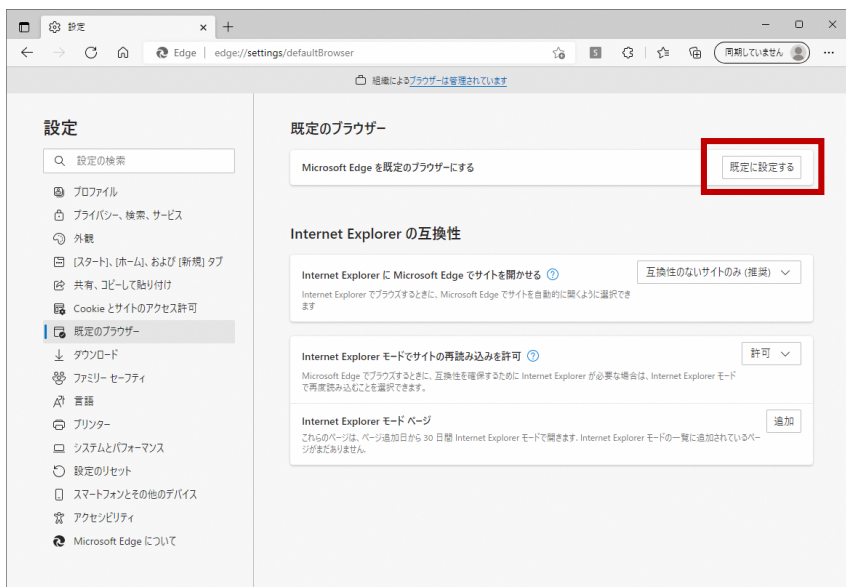 設定
Edge
edge://settings/defaultBrowser
S
同期していません
組織によるブラウザーは管理されています
設定
設定の検索
プロファイル
プライバシー、検索、サービス
外観
[スタート]、[ホーム]、および [新規] タブ
共有、コピーして貼り付け
Cookie とサイトのアクセス許可
既定のブラウザー
ダウンロード
ファミリー セーフティ
言語
プリンター
システムとパフォーマンス
設定のリセット
スマートフォンとその他のデバイス
アクセシビリティ
Microsoft Edge について
既定のブラウザー
Microsoft Edge を既定のブラウザーにする
既定に設定する
Internet Explorer の互換性
Internet Explorer に Microsoft Edge でサイトを開かせる
互換性のないサイトのみ (推奨)
Internet Explorer でブラウズするときに、Microsoft Edge でサイトを自動的に開くように選択でき
ます
Internet Explorer モードでサイトの再読み込みを許可
許可
Microsoft Edge でブラウズするときに、互換性を確保するために Internet Explorer が必要な場合は、Internet Explorer モード
で再度読み込むことを選択できます。
Internet Explorer モード ページ
追加
これらのページは、ページ追加日から 30 日間 Internet Explorer モードで開きます. Internet Explorer モードの一覧に追加されているペー
ジがまだありません.